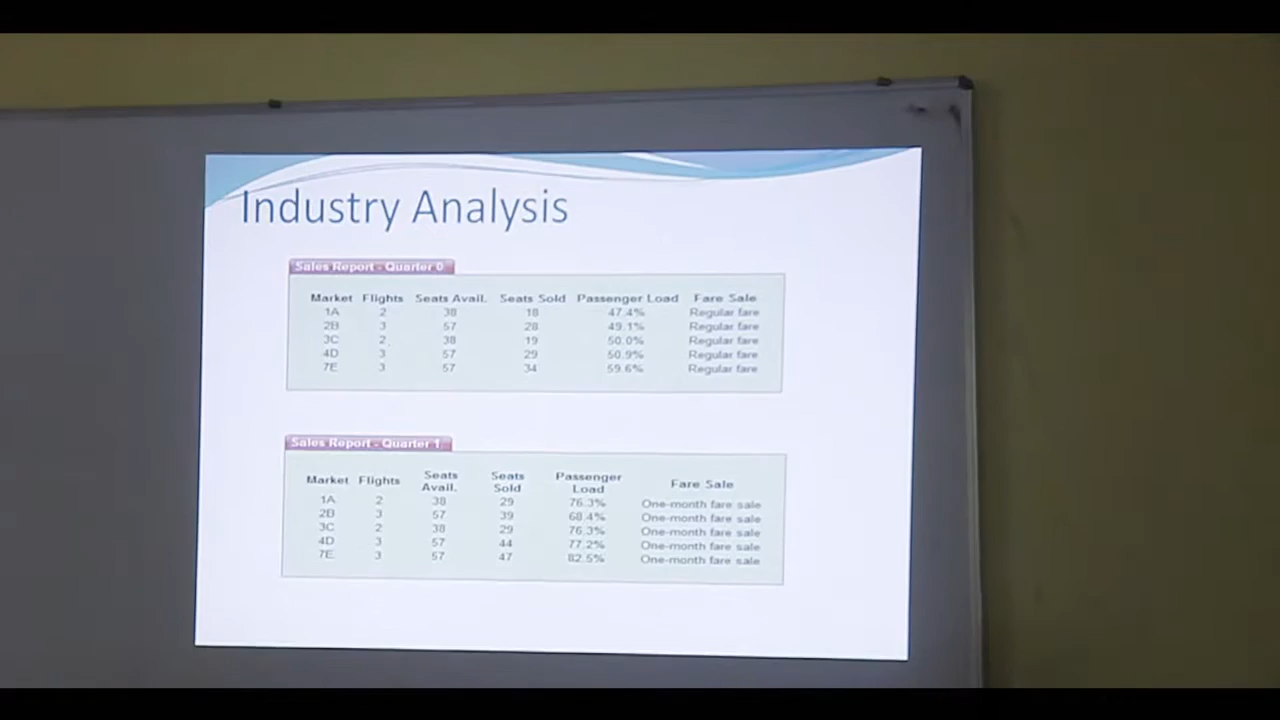 Industry Analysis
Sales Report - Quarter 0
Market Flights Seats Avail. Seats Sold Passenger Load Fare Sale
1A 2 38 18 47.4% Regular fare
2B 3 57 28 49.1% Regular fare
3C 2 38 19 50.0% Regular fare
4D 3 57 29 50.9% Regular fare
7E 3 57 34 59.6% Regular fare
Sales Report - Quarter 1
Market Flights Seats Avail. Seats Sold Passenger Load Fare Sale
1A 2 38 29 76.3% One-month fare sale
2B 3 57 39 68.4% One-month fare sale
3C 2 38 29 76.3% One-month fare sale
4D 3 57 44 77.2% One-month fare sale
7E 3 57 47 82.5% One-month fare sale